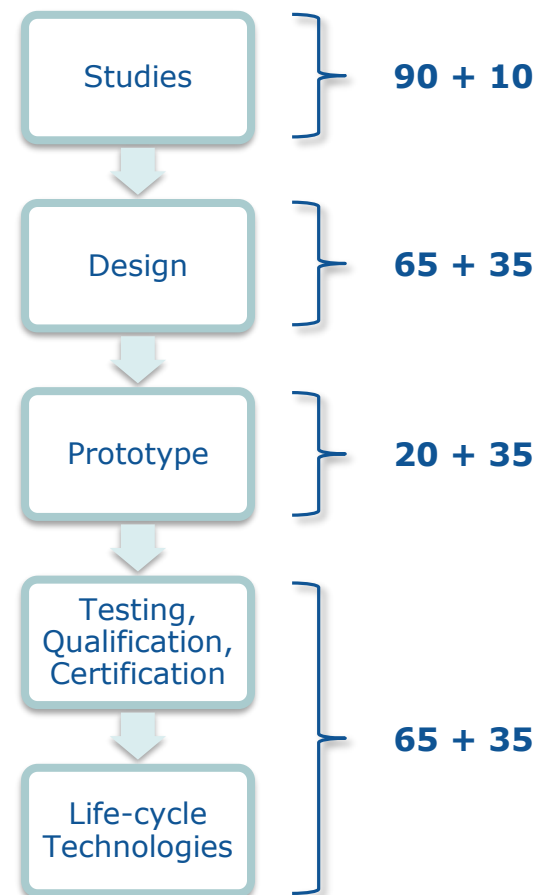 Studies
90 + 10
Design
65 + 35
Prototype
20 + 35
Testing,
Qualification,
Certification
65 + 35
Life-cycle
Technologies